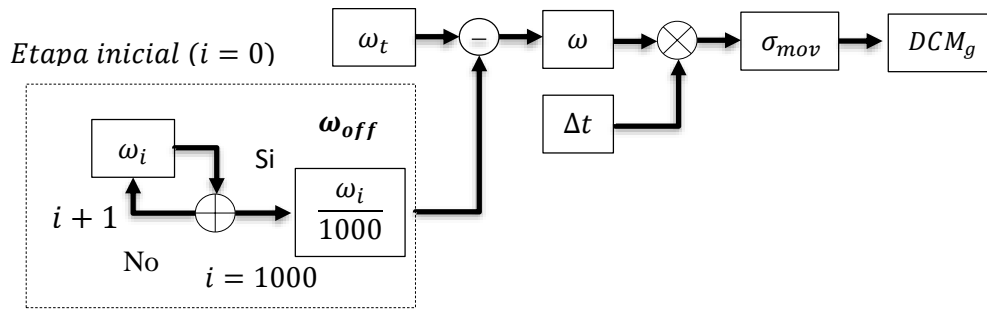 Etapa inicial (i = 0)
ω_t
−
ω
×
σ_mov
DCM_g
Δt
ω_off
ω_i
Si
ω_i
1000
+
i + 1
No
i = 1000